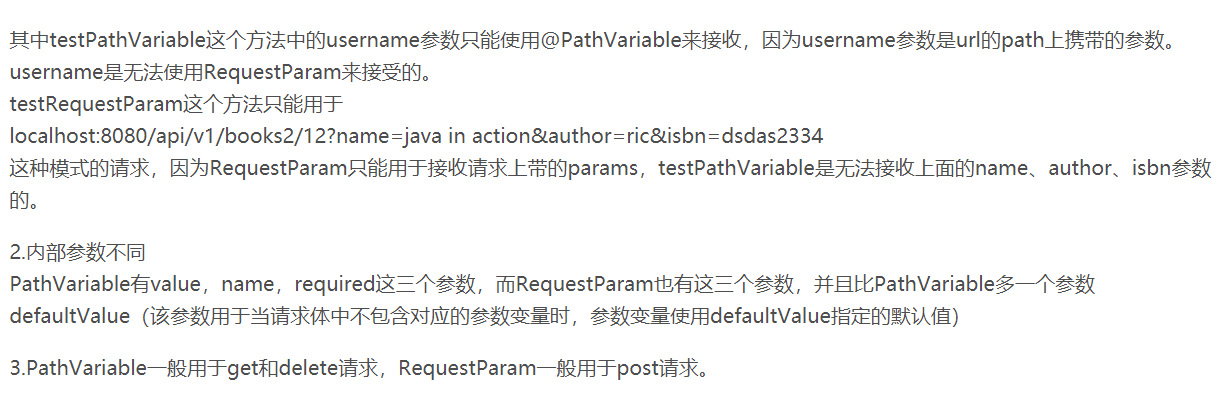 其中testPathVariable这个方法中的username参数只能使用@PathVariable来接收，因为username参数是url的path上携带的参数。
username是无法使用RequestParam来接受的。
testRequestParam这个方法只能用于
localhost:8080/api/v1/books2/12?name=java in action&author=ric&isbn=dsdas2334
这种模式的请求，因为RequestParam只能用于接收请求上带的params，testPathVariable是无法接收上面的name、author、isbn参数
的。
2.内部参数不同
PathVariable有value，name，required这三个参数，而RequestParam也有这三个参数，并且比PathVariable多一个参数
defaultValue（该参数用于当请求体中不包含对应的参数变量时，参数变量使用defaultValue指定的默认值）
3.PathVariable一般用于get和delete请求，RequestParam一般用于post请求。